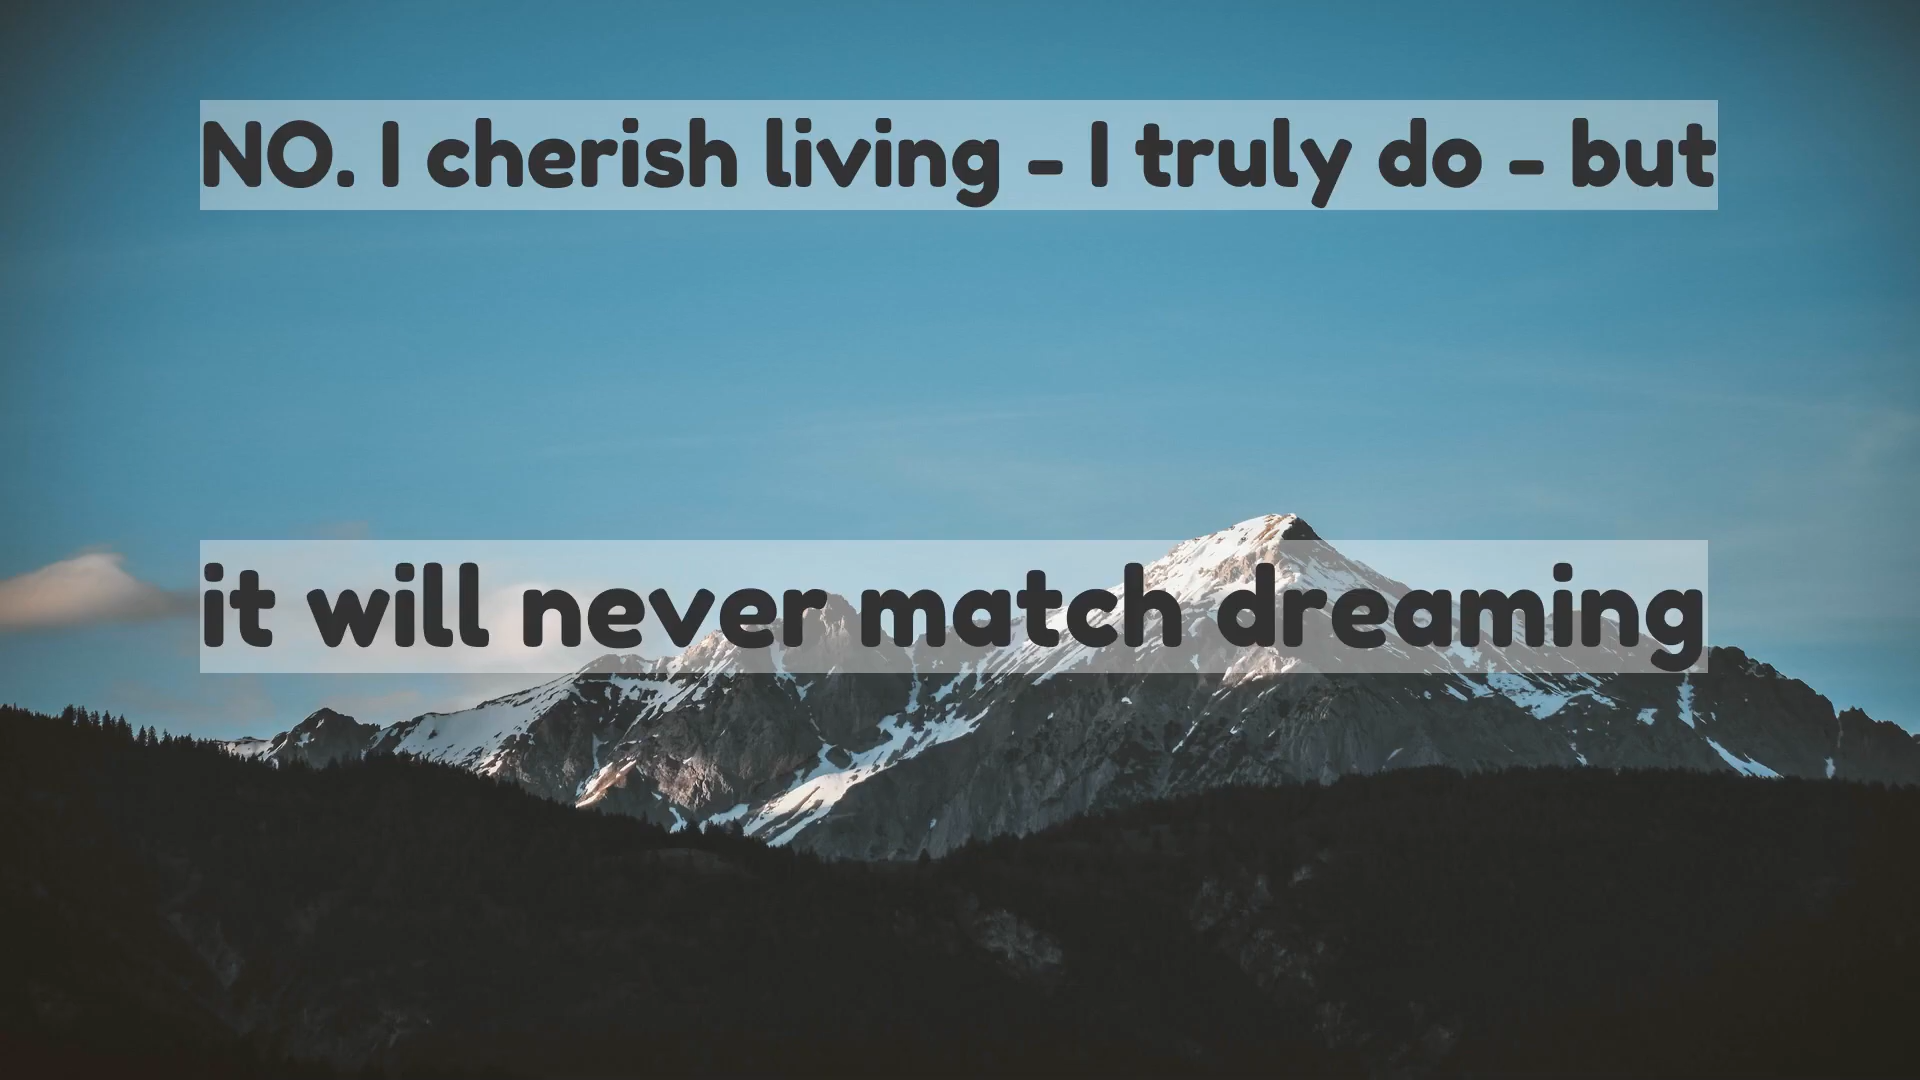 NO. I cherish living - I truly do - but
it will never match dreaming